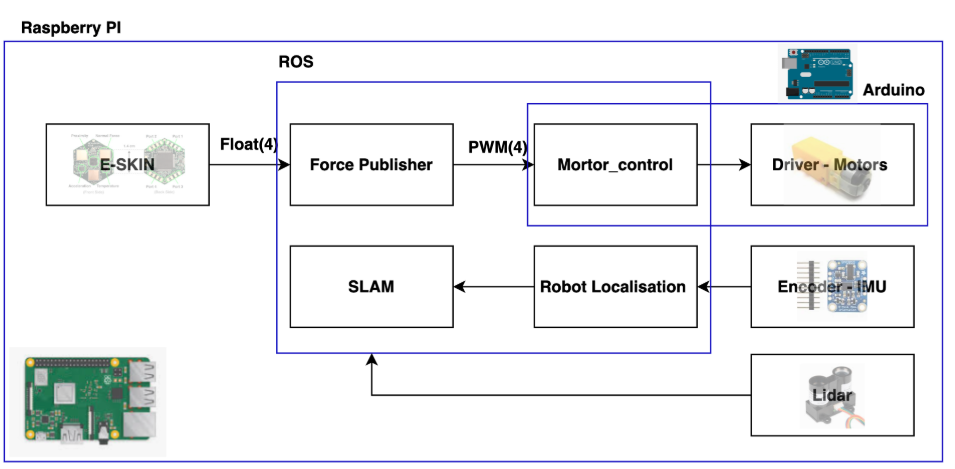 Raspberry PI
ROS
Arduino
E-SKIN
Float(4)
Force Publisher
PWM(4)
Mortor_control
Driver - Motors
SLAM
Robot Localisation
Encoder - IMU
Lidar